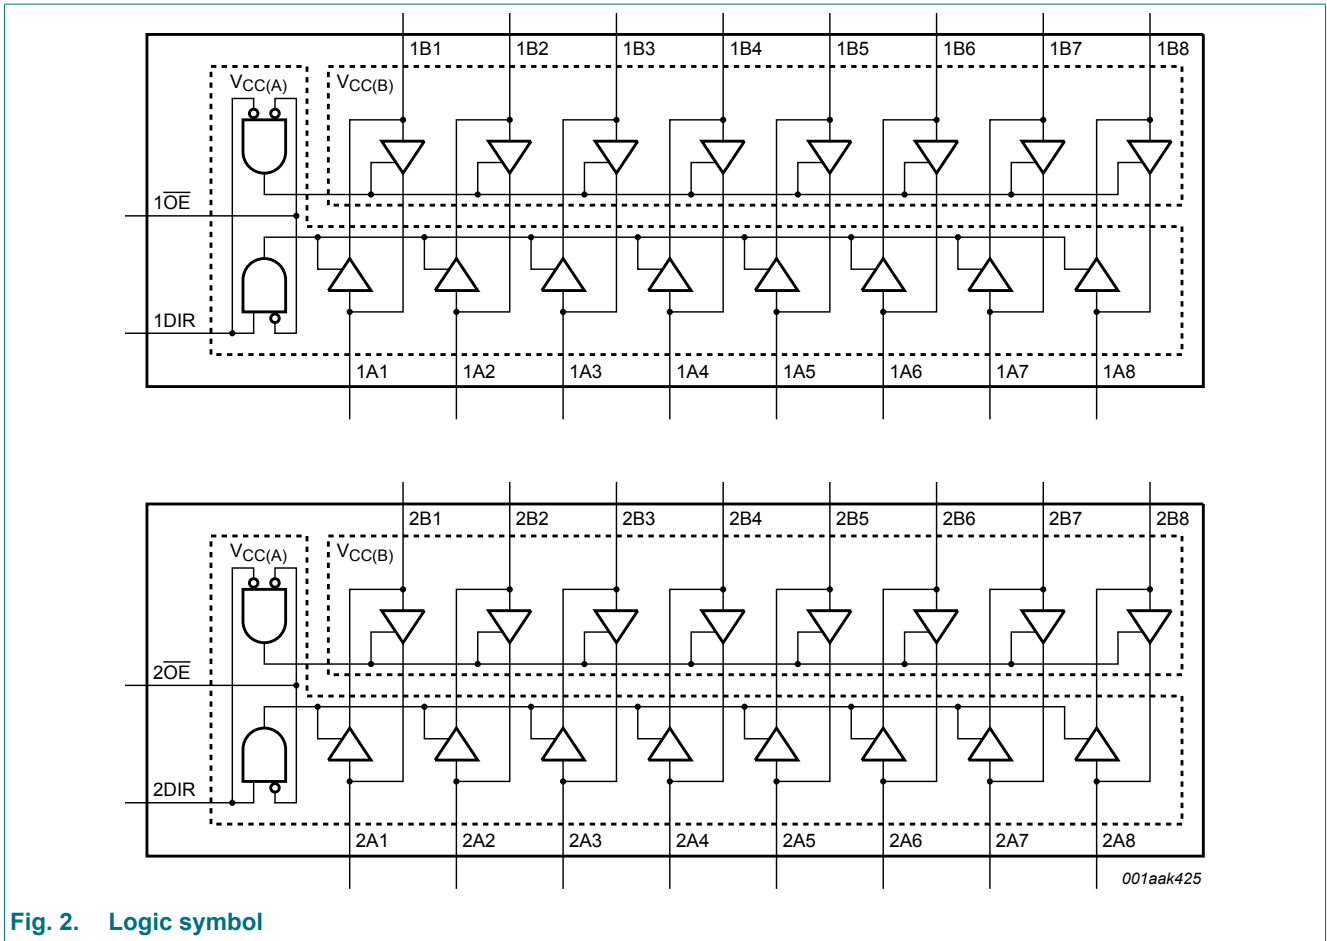 1B1 1B2 1B3 1B4 1B5 1B6 1B7 1B8
VCC(A) VCC(B)
1O̅E̅
1DIR
1A1 1A2 1A3 1A4 1A5 1A6 1A7 1A8
2B1 2B2 2B3 2B4 2B5 2B6 2B7 2B8
VCC(A) VCC(B)
2O̅E̅
2DIR
2A1 2A2 2A3 2A4 2A5 2A6 2A7 2A8
001aak425
Fig. 2. Logic symbol